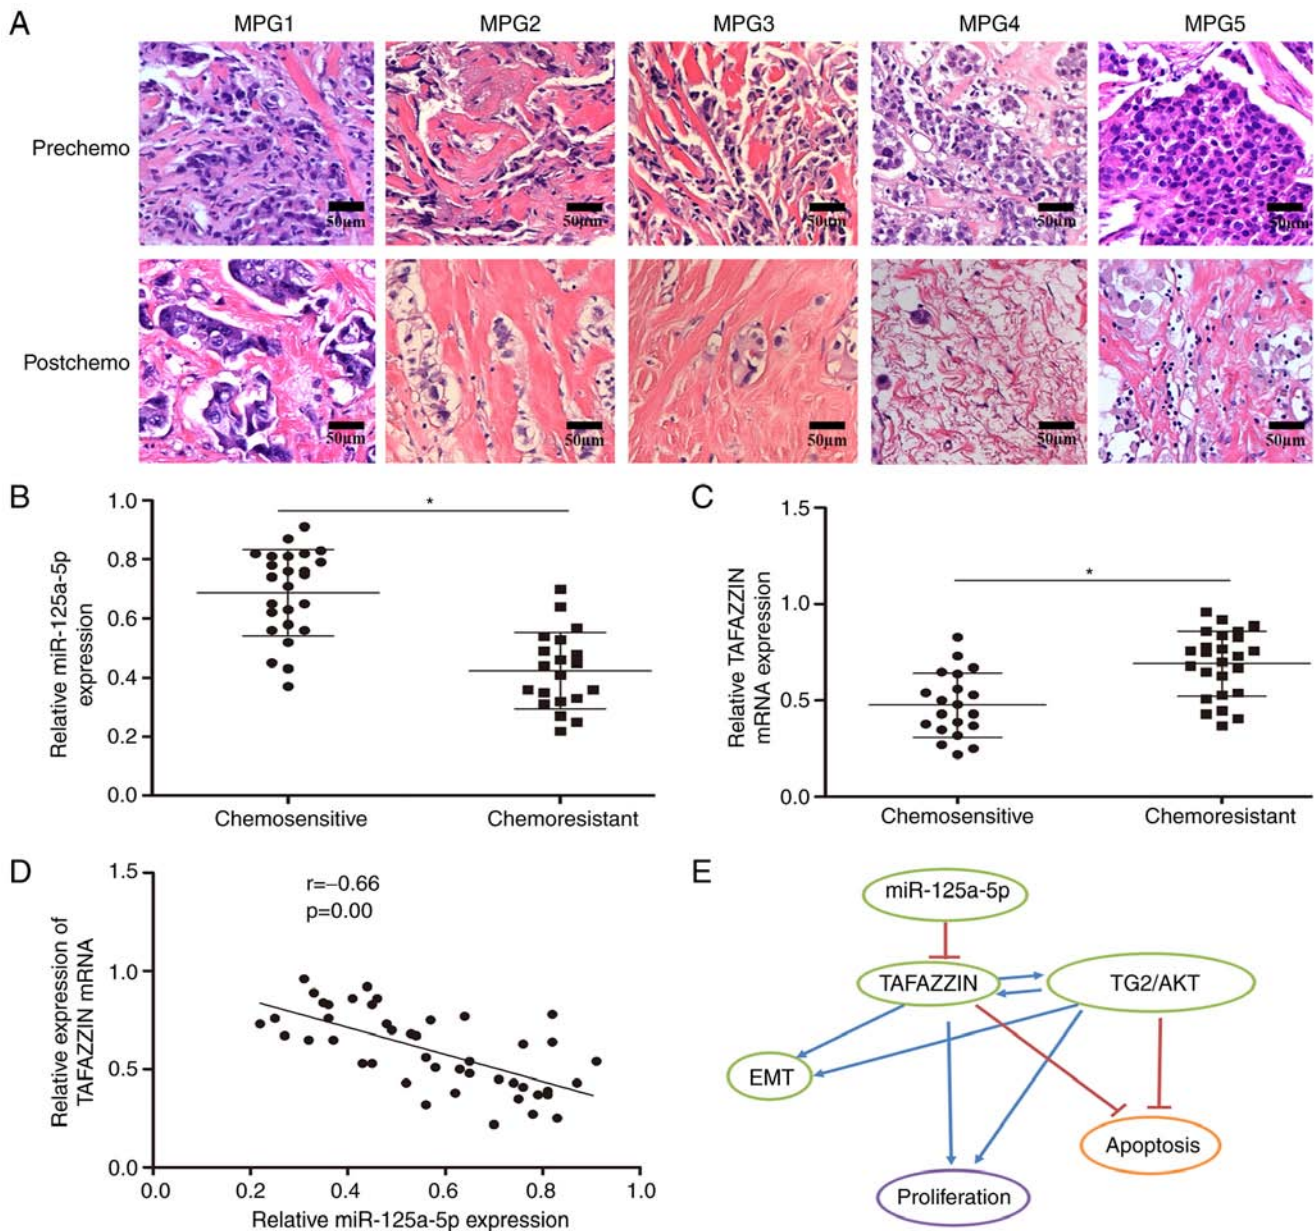 A
MPG1 MPG2 MPG3 MPG4 MPG5
Prechemo
50μm 50μm 50μm 50μm 50μm
Postchemo
50μm 50μm 50μm 50μm 50μm
B
Relative miR-125a-5p
expression
1.0
0.8
0.6
0.4
0.2
0.0
*
Chemosensitive Chemoresistant
C
Relative TAFAZZIN
mRNA expression
1.5
1.0
0.5
0.0
*
Chemosensitive Chemoresistant
D
Relative expression of
TAFAZZIN mRNA
1.5
1.0
0.5
0.0
r=−0.66
p=0.00
0.0 0.2 0.4 0.6 0.8 1.0
Relative miR-125a-5p expression
E
miR-125a-5p
TAFAZZIN TG2/AKT
EMT
Apoptosis
Proliferation